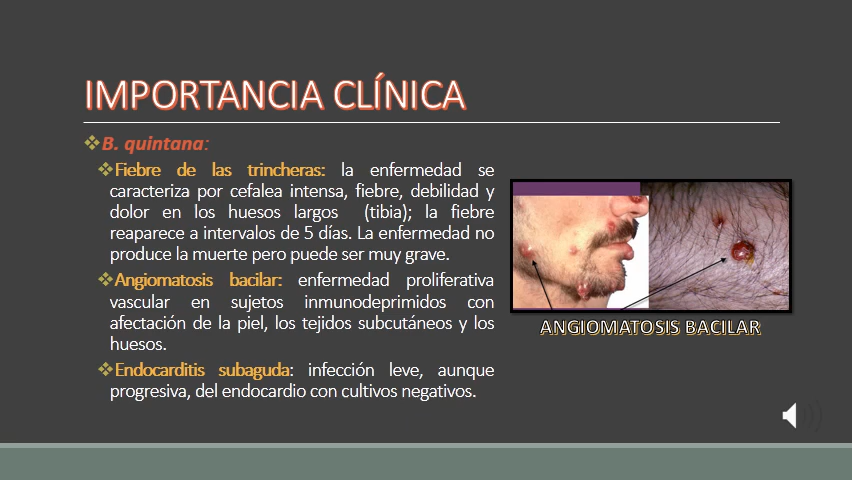 IMPORTANCIA CLÍNICA
B. quintana:
Fiebre de las trincheras: la enfermedad se
caracteriza por cefalea intensa, fiebre, debilidad y
dolor en los huesos largos (tibia); la fiebre
reaparece a intervalos de 5 días. La enfermedad no
produce la muerte pero puede ser muy grave.
Angiomatosis bacilar: enfermedad proliferativa
vascular en sujetos inmunodeprimidos con
afectación de la piel, los tejidos subcutáneos y los
huesos.
Endocarditis subaguda: infección leve, aunque
progresiva, del endocardio con cultivos negativos.
ANGIOMATOSIS BACILAR